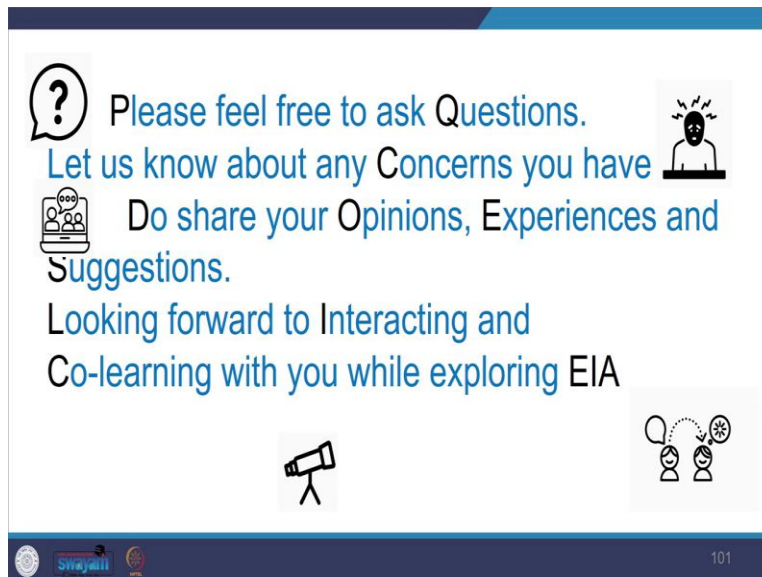 Please feel free to ask Questions.
Let us know about any Concerns you have
Do share your Opinions, Experiences and
Suggestions.
Looking forward to Interacting and
Co-learning with you while exploring EIA
swayam
101